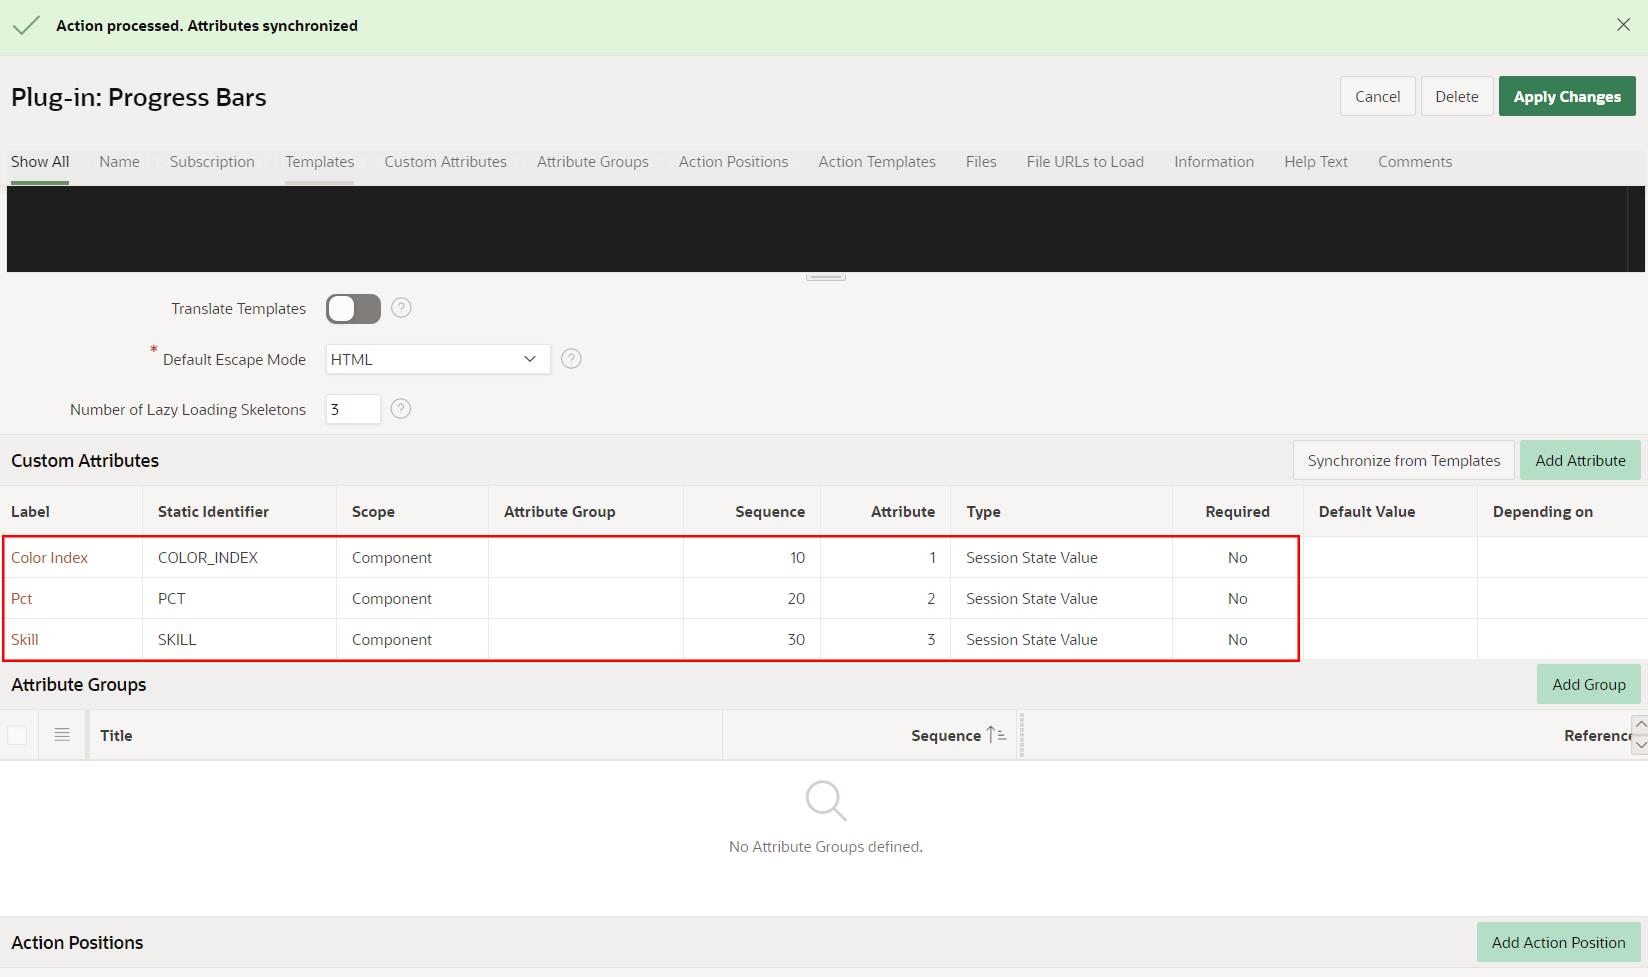 Action processed. Attributes synchronized
Plug-in: Progress Bars
Cancel Delete Apply Changes
Show All Name Subscription Templates Custom Attributes Attribute Groups Action Positions Action Templates Files File URLs to Load Information Help Text Comments
Translate Templates ?
* Default Escape Mode HTML ?
Number of Lazy Loading Skeletons 3 ?
Custom Attributes Synchronize from Templates Add Attribute
Label Static Identifier Scope Attribute Group Sequence Attribute Type Required Default Value Depending on
Color Index COLOR_INDEX Component 10 1 Session State Value No
Pct PCT Component 20 2 Session State Value No
Skill SKILL Component 30 3 Session State Value No
Attribute Groups Add Group
Title Sequence Reference
No Attribute Groups defined.
Action Positions Add Action Position